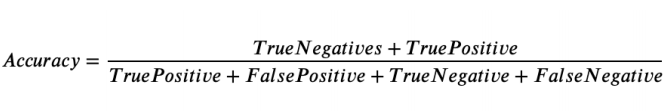 Accuracy = TrueNegatives + TruePositive / TruePositive + FalsePositive + TrueNegative + FalseNegative